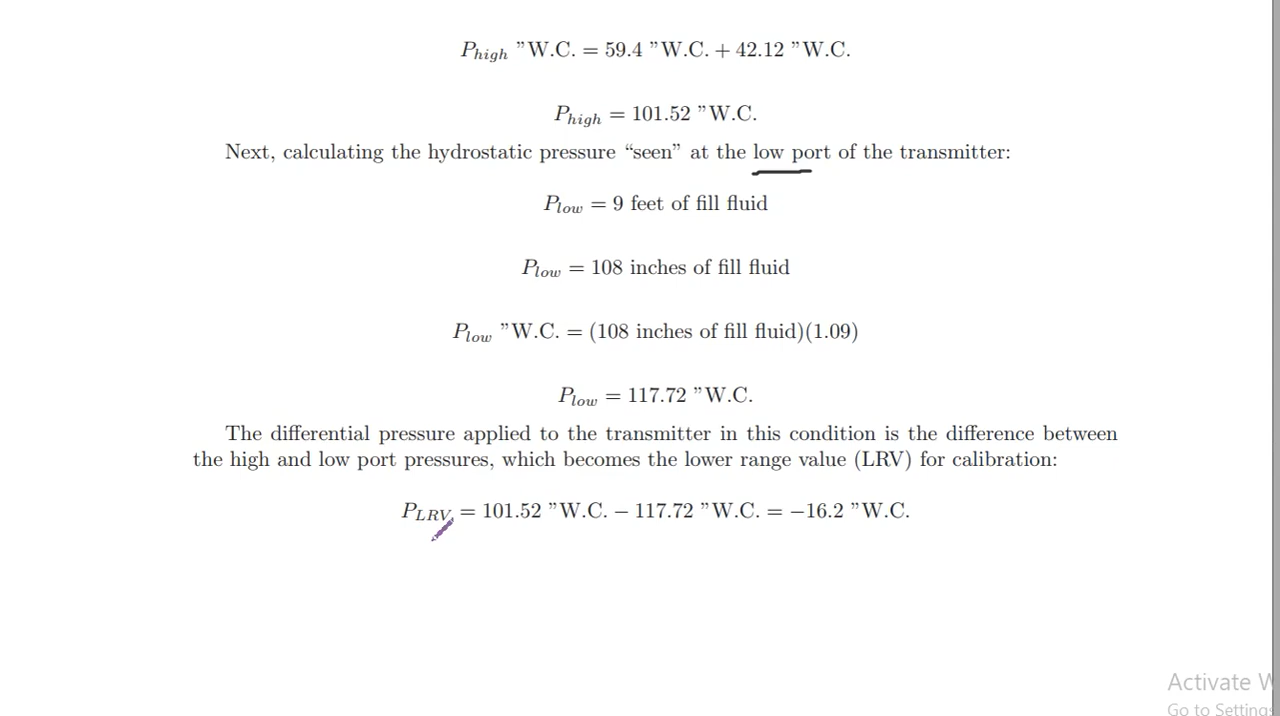 P_high ”W.C. = 59.4 ”W.C. + 42.12 ”W.C.
P_high = 101.52 ”W.C.
Next, calculating the hydrostatic pressure “seen” at the low port of the transmitter:
P_low = 9 feet of fill fluid
P_low = 108 inches of fill fluid
P_low ”W.C. = (108 inches of fill fluid)(1.09)
P_low = 117.72 ”W.C.
The differential pressure applied to the transmitter in this condition is the difference between
the high and low port pressures, which becomes the lower range value (LRV) for calibration:
P_LRV = 101.52 ”W.C. − 117.72 ”W.C. = −16.2 ”W.C.
Activate W
Go to Settings